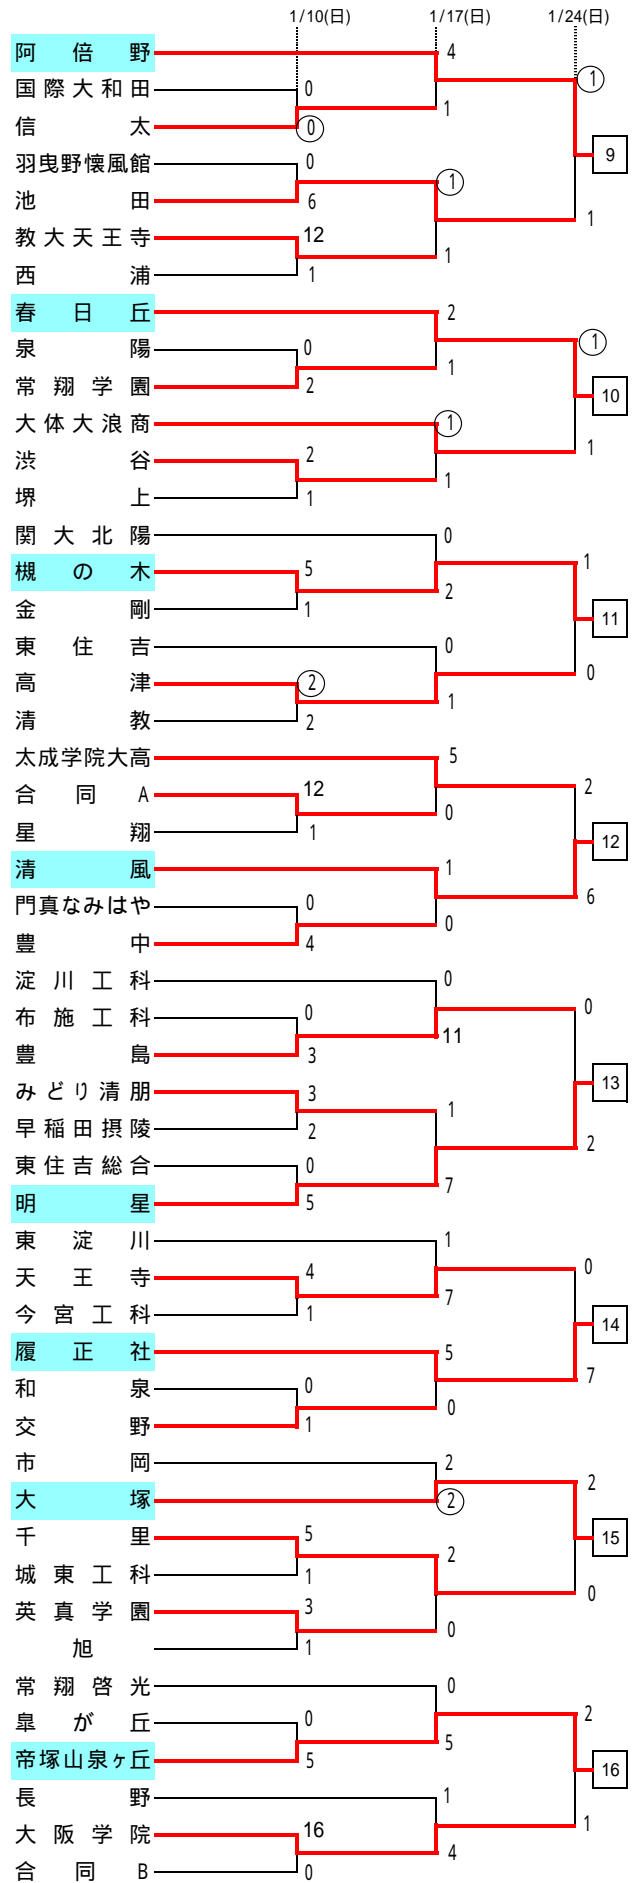 1/10(日) 1/17(日) 1/24(日)
阿倍野 4
①
国際大和田 0
1
信太 ⓪
9
羽曳野懐風館 0
①
池田 6
1
教大天王寺 12
1
西浦 1
春日丘 2
①
泉陽 0
1
常翔学園 2
10
大体大浪商 ①
1
渋谷 2
1
堺上 1
関大北陽 0
1
槻の木 5
2
金剛 1
11
東住吉 0
0
高津 ②
1
清教 2
太成学院大高 5
2
合同A 12
0
星翔 1
12
清風 1
6
門真なみはや 0
0
豊中 4
淀川工科 0
0
布施工科 0
11
豊島 3
13
みどり清朋 3
1
早稲田摂陵 2
2
東住吉総合 0
7
明星 5
東淀川 1
0
天王寺 4
7
今宮工科 1
14
履正社 5
7
和泉 0
0
交野 1
市岡 2
2
大塚 ②
15
千里 5
2
城東工科 1
0
英真学園 3
0
旭 1
常翔啓光 0
2
皐が丘 0
5
帝塚山泉ヶ丘 5
16
長野 1
1
大阪学院 16
4
合同B 0